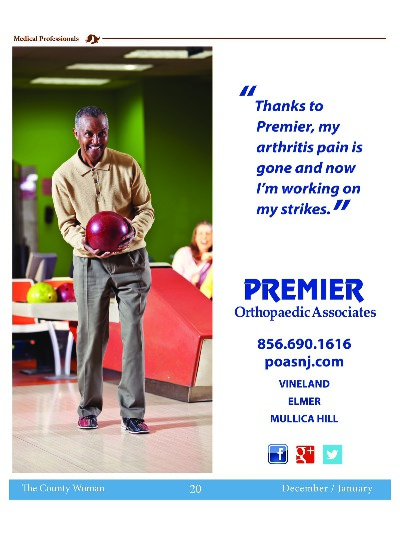 Medical Professionals
"Thanks to
Premier, my
arthritis pain is
gone and now
I'm working on
my strikes."
PREMIER
Orthopaedic Associates
856.690.1616
poasnj.com
VINELAND
ELMER
MULLICA HILL
f g+
The County Woman 20 December / January